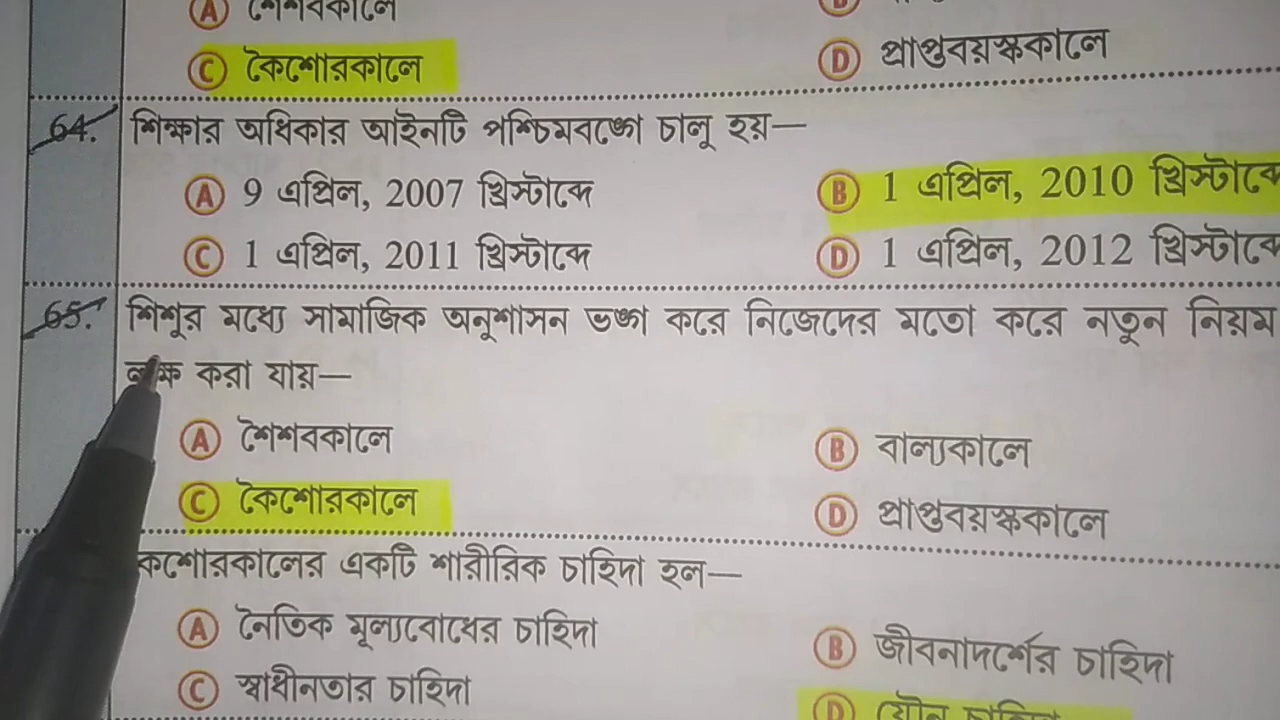 A শৈশবকালে
C কৈশোরকালে D প্রাপ্তবয়স্ককালে
64. শিক্ষার অধিকার আইনটি পশ্চিমবঙ্গে চালু হয়—
A 9 এপ্রিল, 2007 খ্রিস্টাব্দে B 1 এপ্রিল, 2010 খ্রিস্টাব্দে
C 1 এপ্রিল, 2011 খ্রিস্টাব্দে D 1 এপ্রিল, 2012 খ্রিস্টাব্দে
65. শিশুর মধ্যে সামাজিক অনুশাসন ভঙ্গ করে নিজেদের মতো করে নতুন নিয়ম
লক্ষ করা যায়—
A শৈশবকালে B বাল্যকালে
C কৈশোরকালে D প্রাপ্তবয়স্ককালে
কৈশোরকালের একটি শারীরিক চাহিদা হল—
A নৈতিক মূল্যবোধের চাহিদা B জীবনাদর্শের চাহিদা
C স্বাধীনতার চাহিদা D যৌন চাহিদা